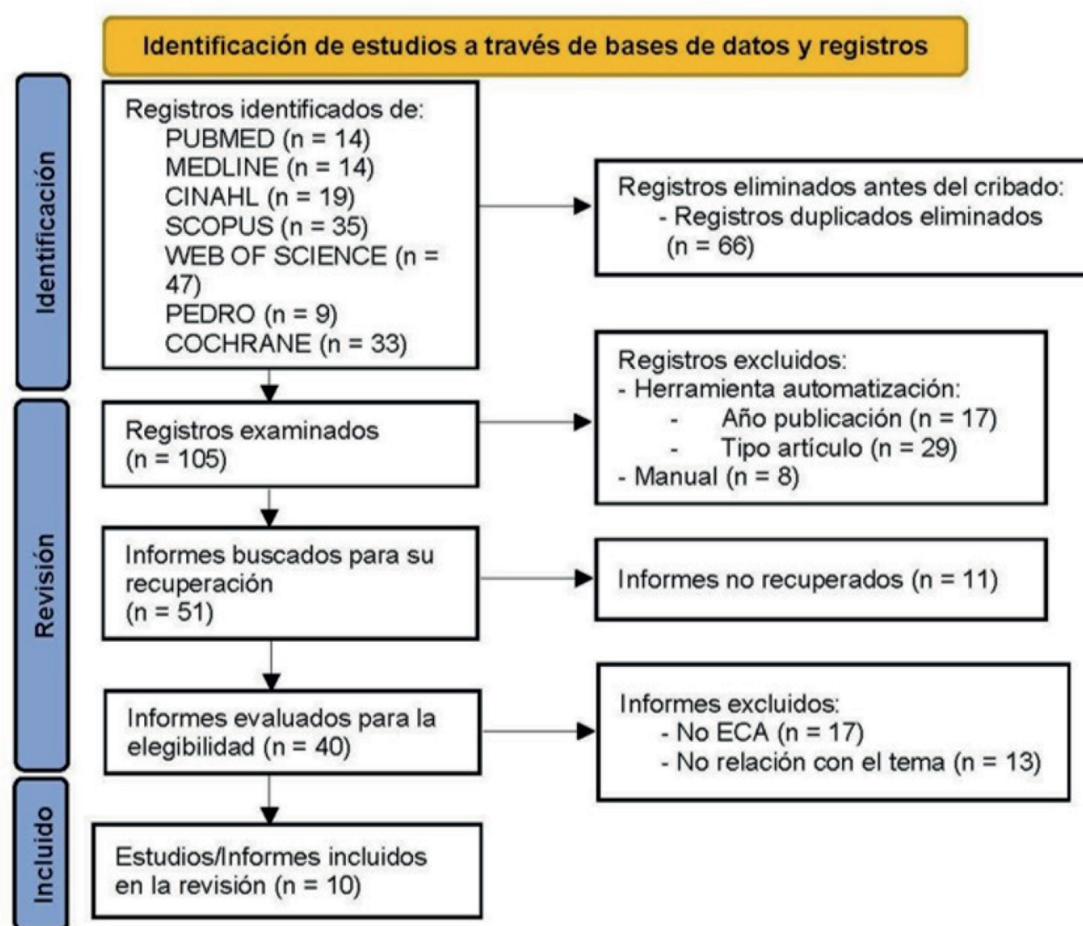 Identificación de estudios a través de bases de datos y registros
Identificación
Registros identificados de:
PUBMED (n = 14)
MEDLINE (n = 14)
CINAHL (n = 19)
SCOPUS (n = 35)
WEB OF SCIENCE (n =
47)
PEDRO (n = 9)
COCHRANE (n = 33)
Registros eliminados antes del cribado:
- Registros duplicados eliminados
(n = 66)
Revisión
Registros examinados
(n = 105)
Registros excluidos:
- Herramienta automatización:
- Año publicación (n = 17)
- Tipo artículo (n = 29)
- Manual (n = 8)
Informes buscados para su
recuperación
(n = 51)
Informes no recuperados (n = 11)
Informes evaluados para la
elegibilidad (n = 40)
Informes excluidos:
- No ECA (n = 17)
- No relación con el tema (n = 13)
Incluido
Estudios/Informes incluidos
en la revisión (n = 10)